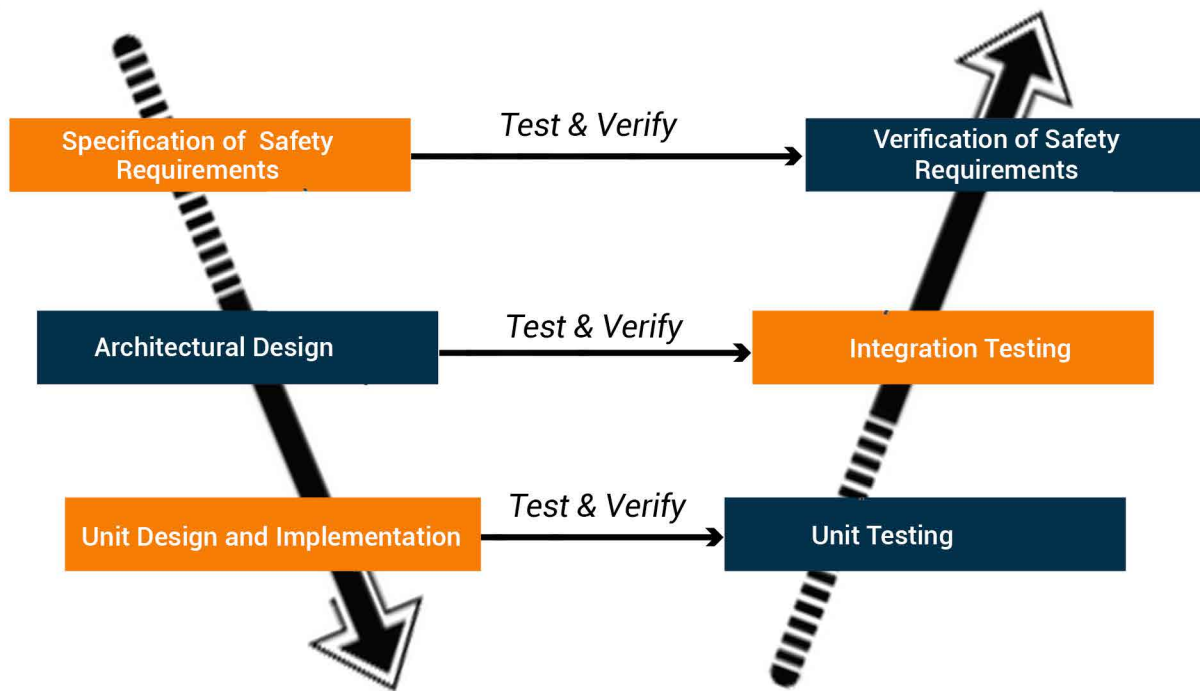 Specification of Safety
Requirements
Test & Verify
Verification of Safety
Requirements
Architectural Design
Test & Verify
Integration Testing
Unit Design and Implementation
Test & Verify
Unit Testing